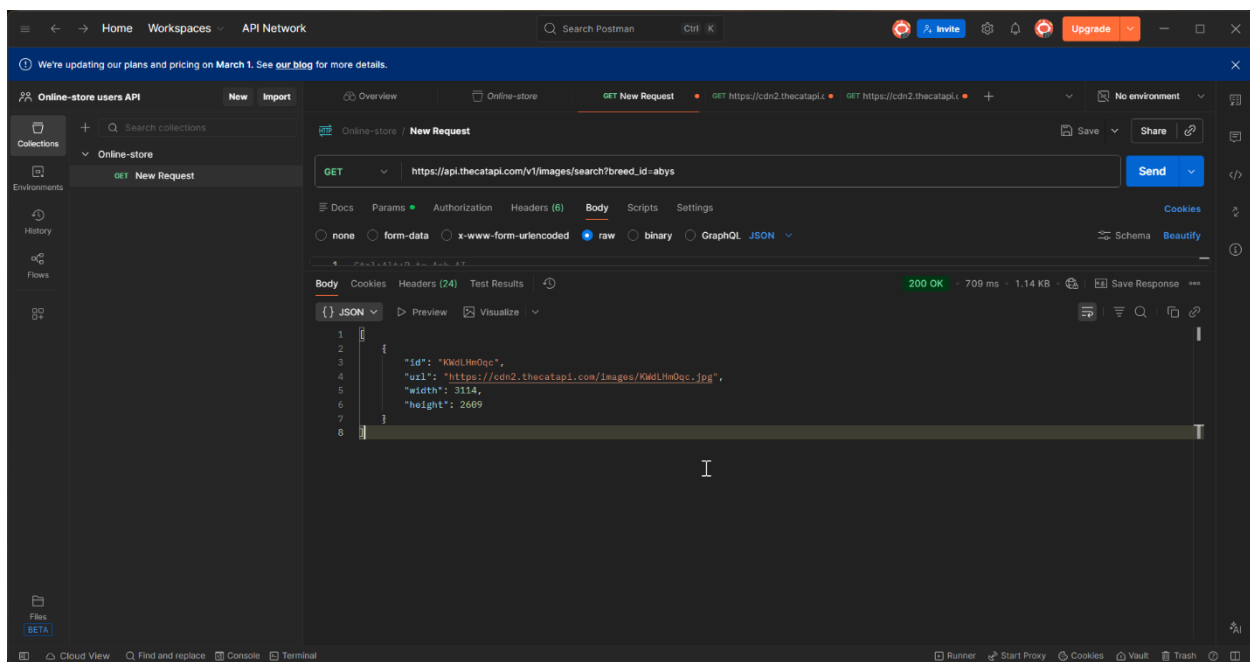 Home Workspaces API Network Search Postman Ctrl K Invite Upgrade
We're updating our plans and pricing on March 1. See our blog for more details.
Online-store users API New Import Overview Online-store GET New Request GET https://cdn2.thecatapi.c GET https://cdn2.thecatapi.c No environment
Collections
Environments
History
Flows
Files
BETA
Search collections
Online-store
GET New Request
HTTP Online-store / New Request Save Share
GET https://api.thecatapi.com/v1/images/search?breed_id=abys Send
Docs Params Authorization Headers (6) Body Scripts Settings Cookies
none form-data x-www-form-urlencoded raw binary GraphQL JSON Schema Beautify
1
Body Cookies Headers (24) Test Results 200 OK 709 ms 1.14 KB Save Response
{} JSON Preview Visualize
1 [
2 {
3 "id": "KWdLHmOqc",
4 "url": "https://cdn2.thecatapi.com/images/KWdLHmOqc.jpg",
5 "width": 3114,
6 "height": 2609
7 }
8 ]
AI
Cloud View Find and replace Console Terminal Runner Start Proxy Cookies Vault Trash